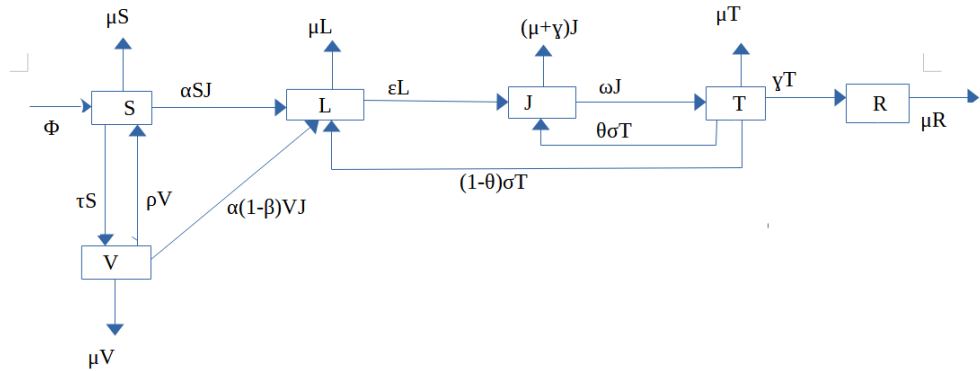 μS
μL
(μ+ɣ)J
μT
αSJ
εL
ωJ
ɣT
S
L
J
T
R
Φ
μR
θσT
(1-θ)σT
τS
ρV
α(1-β)VJ
V
μV